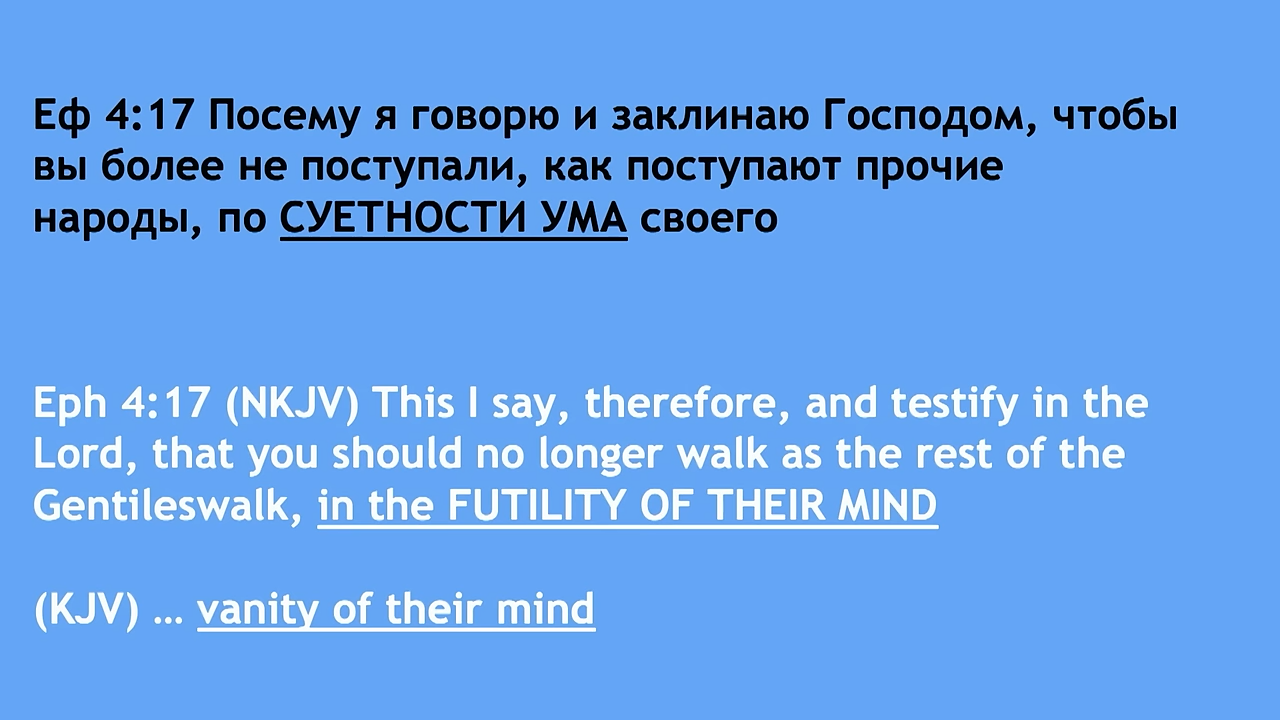 Еф 4:17 Посему я говорю и заклинаю Господом, чтобы
вы более не поступали, как поступают прочие
народы, по СУЕТНОСТИ УМА своего
Eph 4:17 (NKJV) This I say, therefore, and testify in the
Lord, that you should no longer walk as the rest of the
Gentileswalk, in the FUTILITY OF THEIR MIND
(KJV) … vanity of their mind